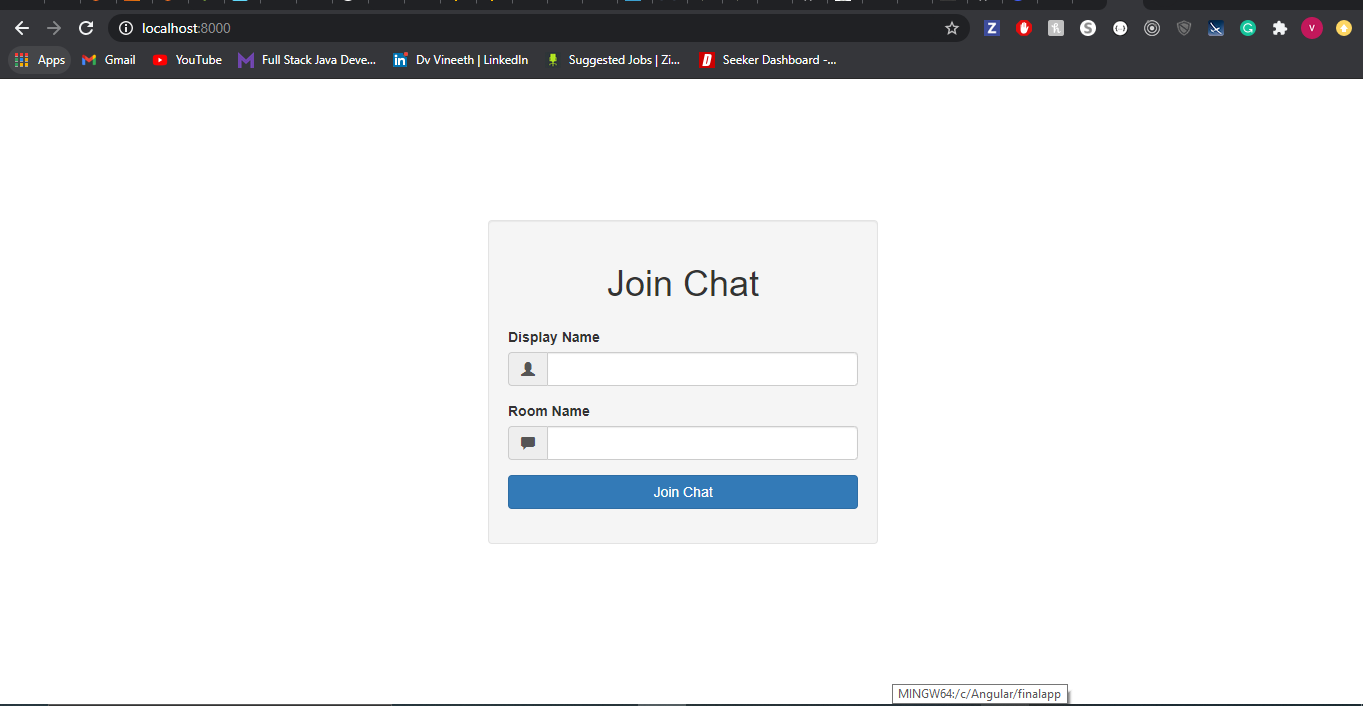 localhost:8000
Apps Gmail YouTube Full Stack Java Deve... Dv Vineeth | LinkedIn Suggested Jobs | Zi... Seeker Dashboard -...
Join Chat
Display Name
Room Name
Join Chat
MINGW64:/c/Angular/finalapp